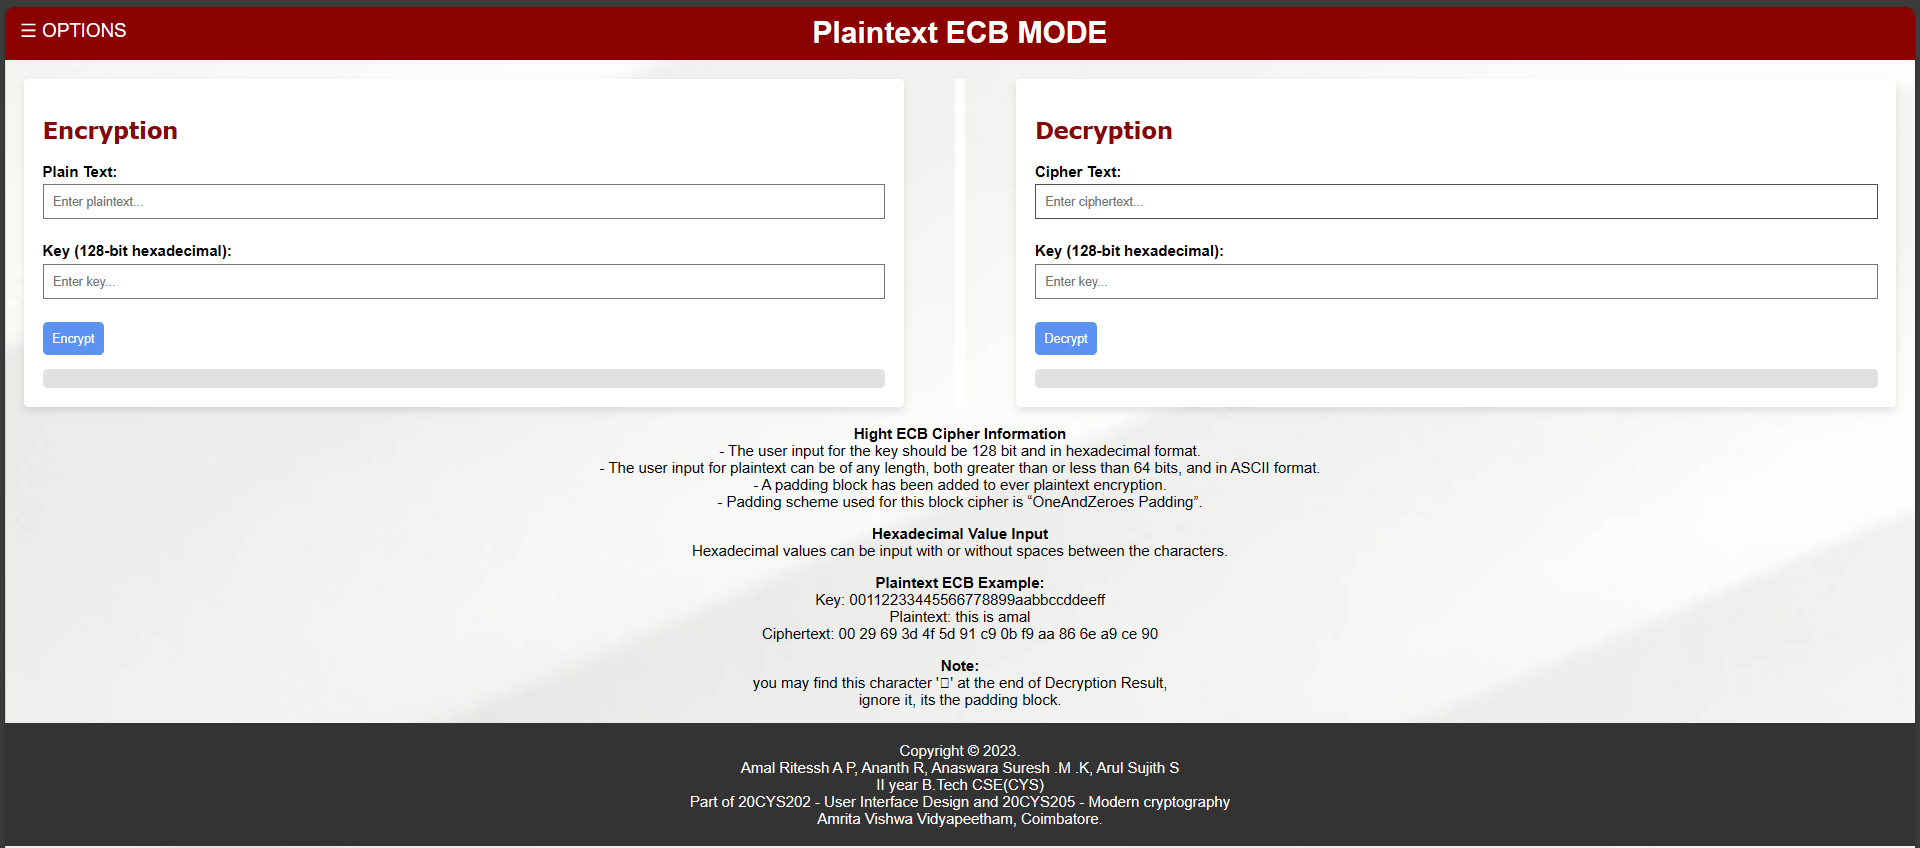 ☰ OPTIONS
Plaintext ECB MODE
Encryption
Plain Text:
Enter plaintext...
Key (128-bit hexadecimal):
Enter key...
Encrypt
Decryption
Cipher Text:
Enter ciphertext...
Key (128-bit hexadecimal):
Enter key...
Decrypt
Hight ECB Cipher Information
- The user input for the key should be 128 bit and in hexadecimal format.
- The user input for plaintext can be of any length, both greater than or less than 64 bits, and in ASCII format.
- A padding block has been added to ever plaintext encryption.
- Padding scheme used for this block cipher is “OneAndZeroes Padding”.
Hexadecimal Value Input
Hexadecimal values can be input with or without spaces between the characters.
Plaintext ECB Example:
Key: 00112233445566778899aabbccddeeff
Plaintext: this is amal
Ciphertext: 00 29 69 3d 4f 5d 91 c9 0b f9 aa 86 6e a9 ce 90
Note:
you may find this character '▯' at the end of Decryption Result,
ignore it, its the padding block.
Copyright © 2023.
Amal Ritessh A P, Ananth R, Anaswara Suresh .M .K, Arul Sujith S
II year B.Tech CSE(CYS)
Part of 20CYS202 - User Interface Design and 20CYS205 - Modern cryptography
Amrita Vishwa Vidyapeetham, Coimbatore.